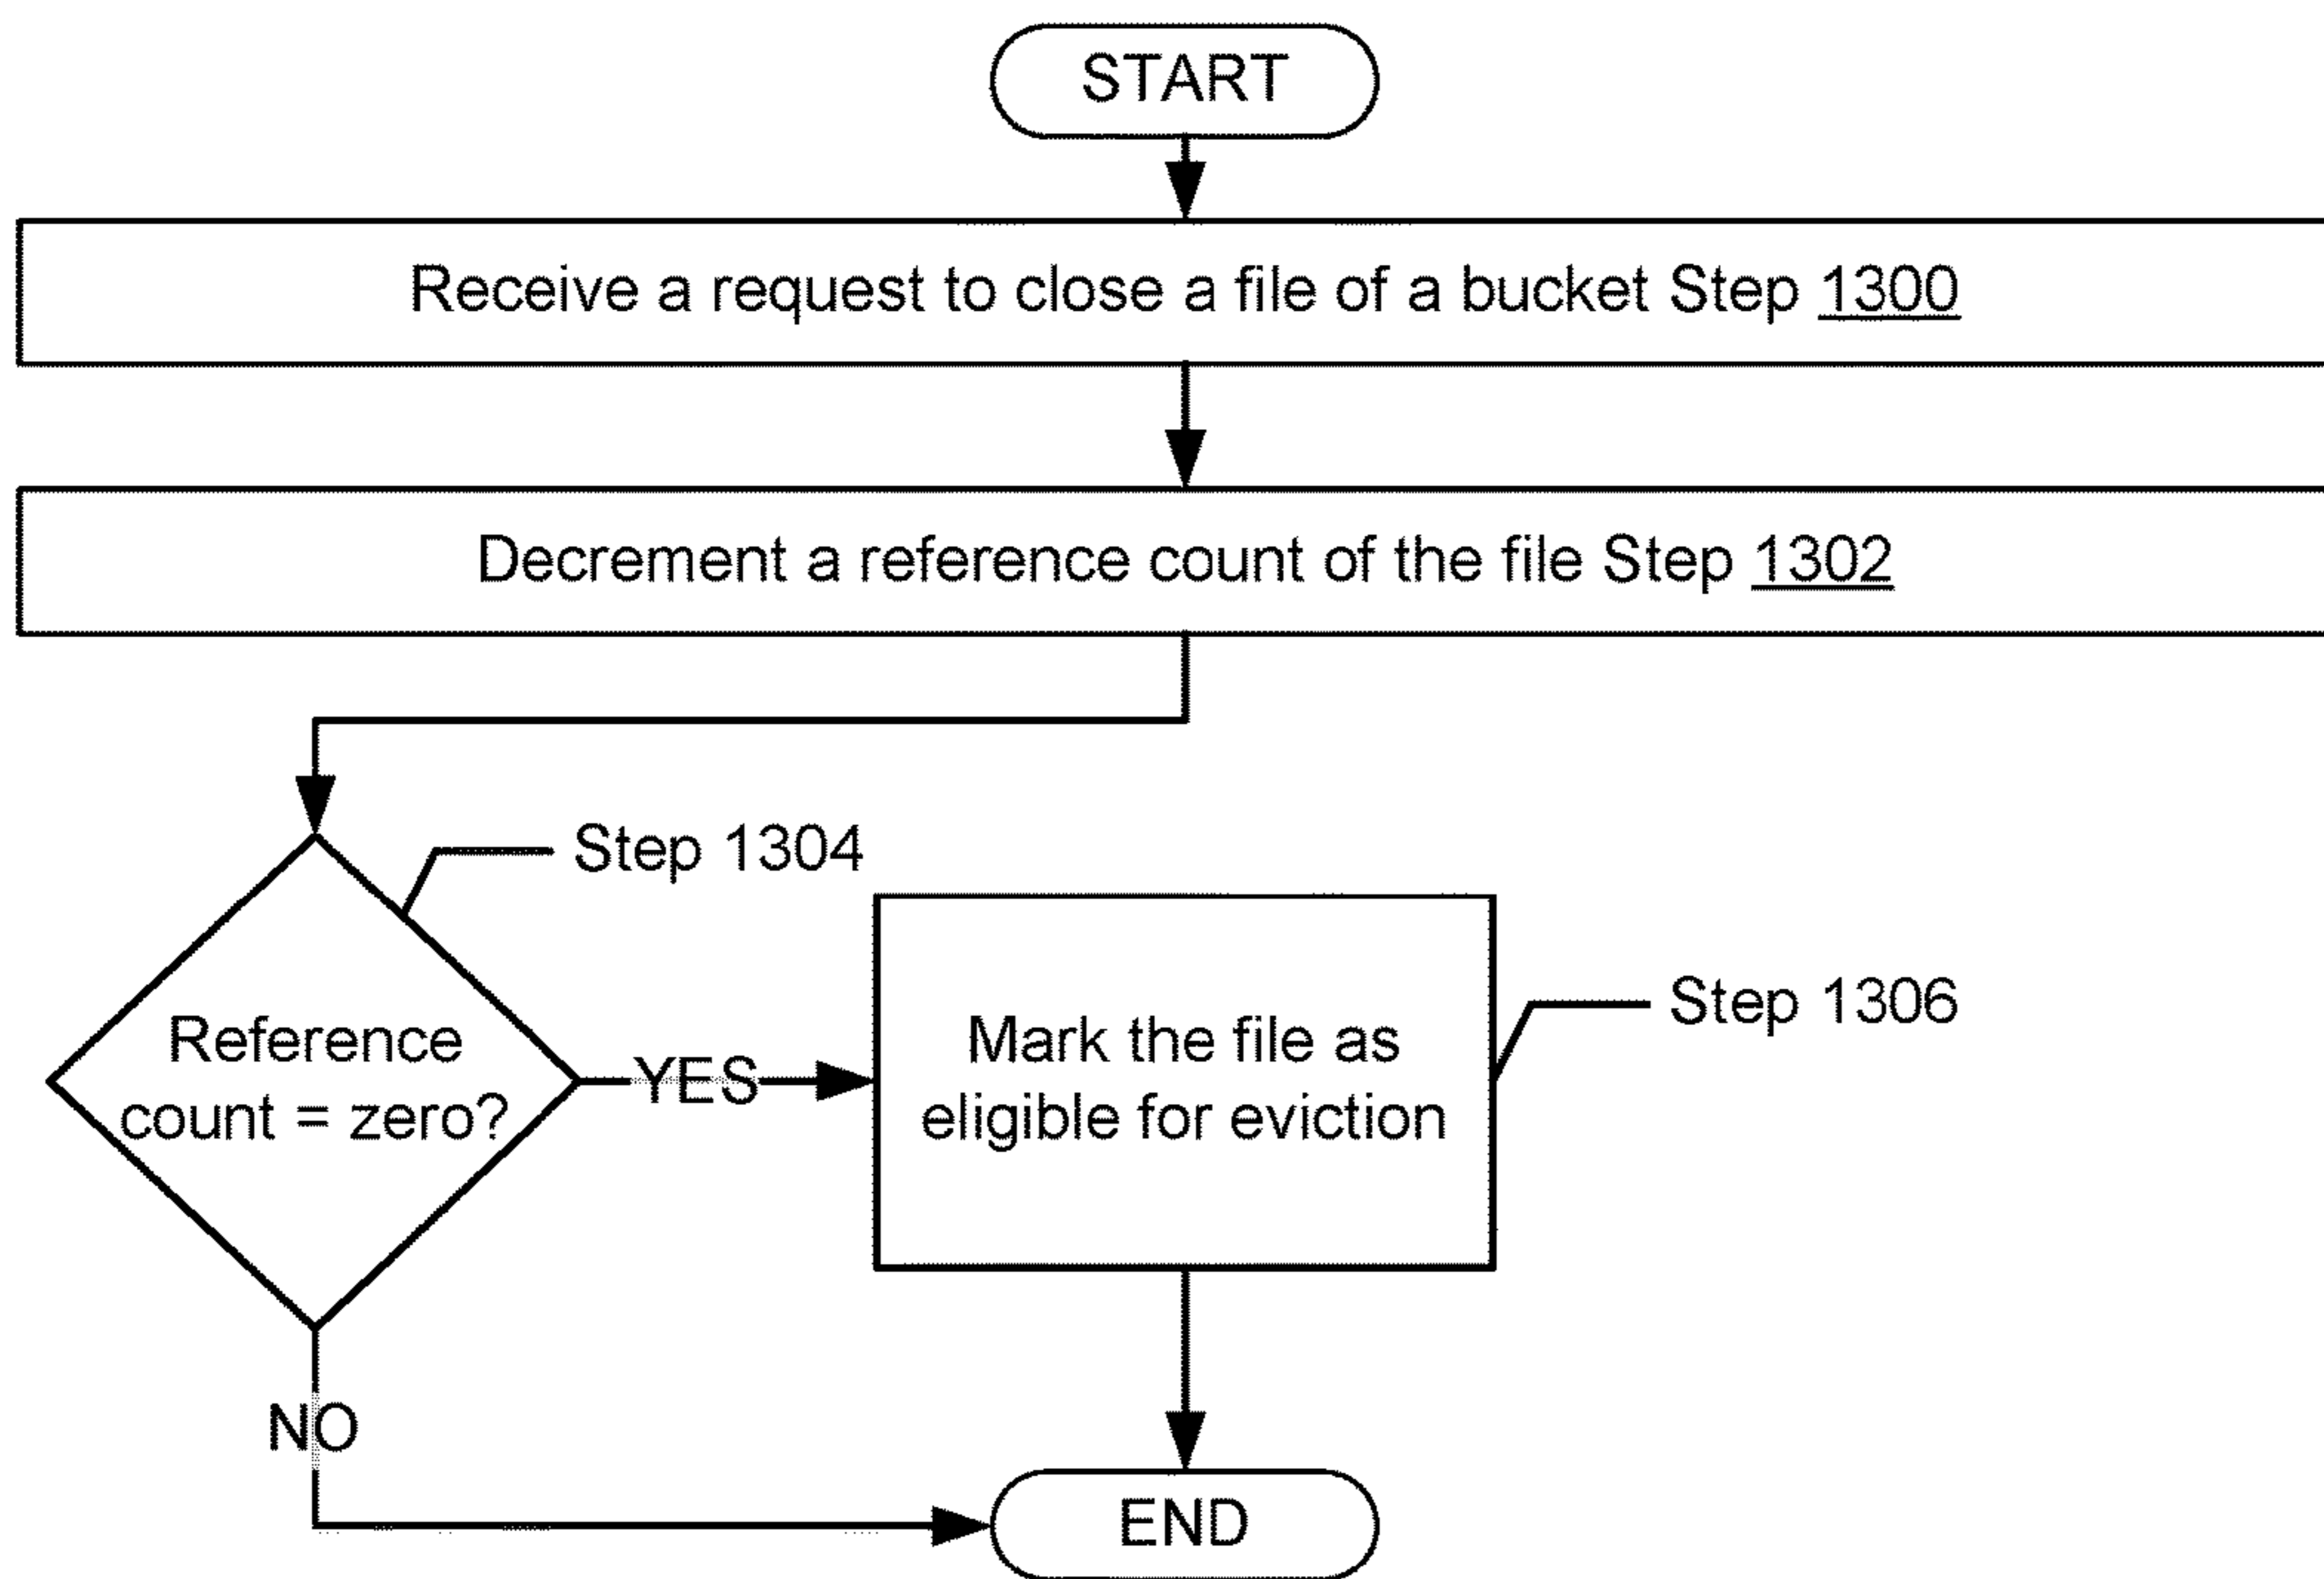 START
Receive a request to close a file of a bucket Step 1300
Decrement a reference count of the file Step 1302
Step 1304
Reference
count = zero?
YES
Mark the file as
eligible for eviction
Step 1306
NO
END